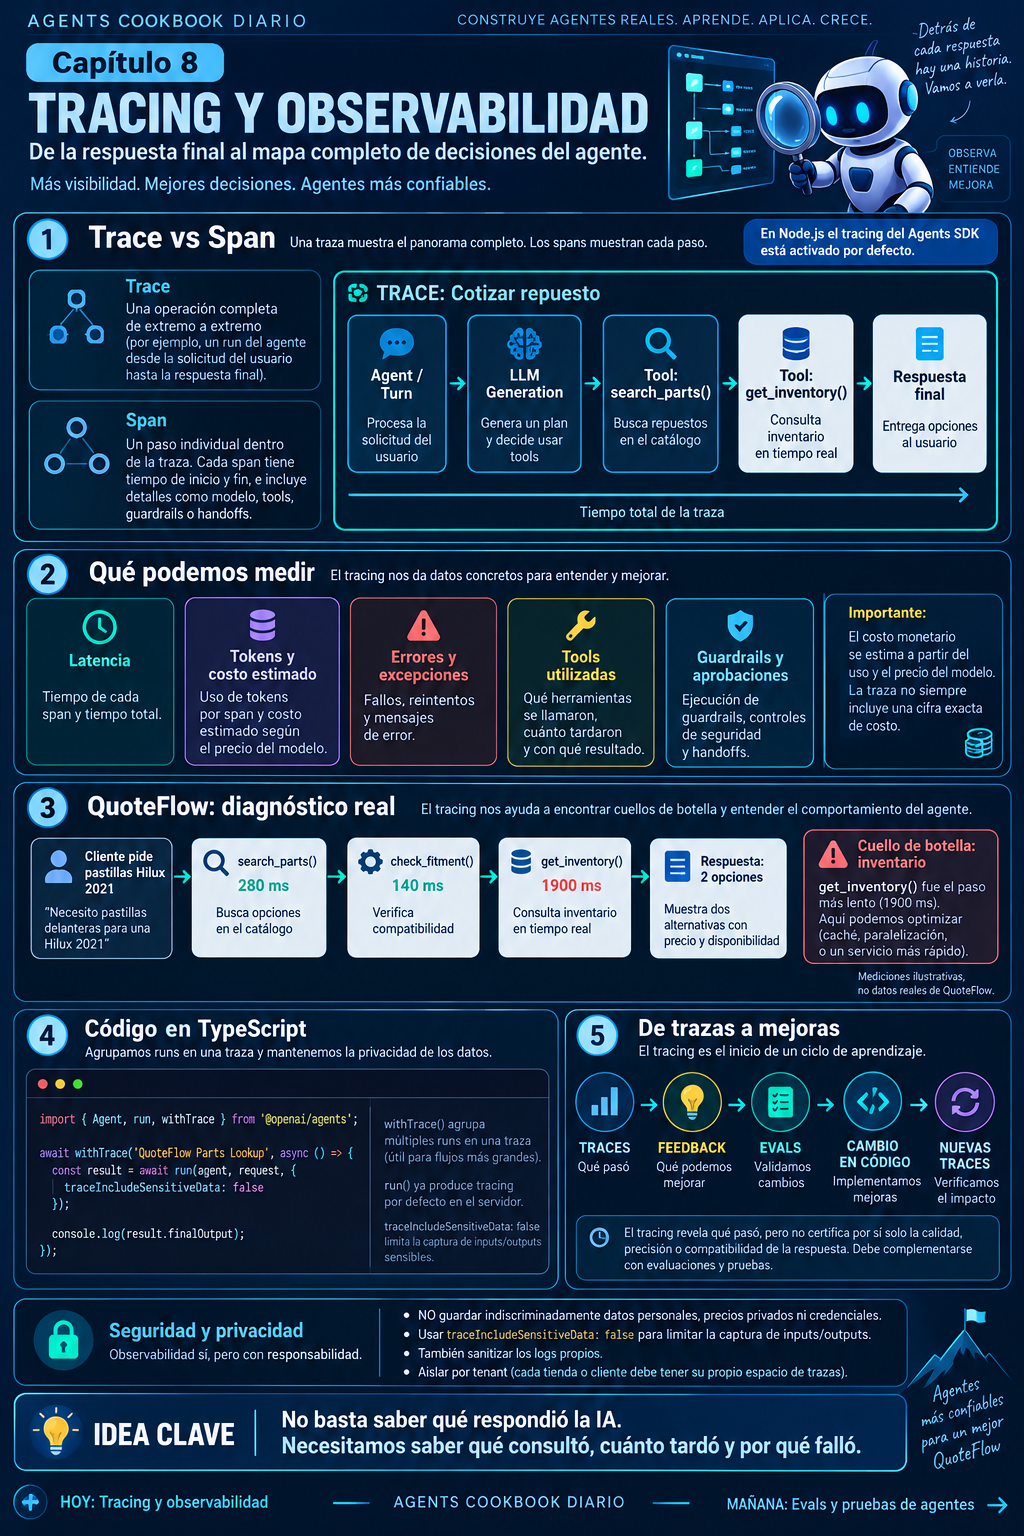 AGENTS COOKBOOK DIARIO
CONSTRUYE AGENTES REALES. APRENDE. APLICA. CRECE.
Capítulo 8
TRACING Y OBSERVABILIDAD
De la respuesta final al mapa completo de decisiones del agente.
Más visibilidad. Mejores decisiones. Agentes más confiables.
Detrás de
cada respuesta
hay una historia.
Vamos a verla.
OBSERVA
ENTIENDE
MEJORA
1
Trace vs Span
Una traza muestra el panorama completo. Los spans muestran cada paso.
En Node.js el tracing del Agents SDK
está activado por defecto.
Trace
Una operación completa
de extremo a extremo
(por ejemplo, un run del agente
desde la solicitud del usuario
hasta la respuesta final).
Span
Un paso individual dentro
de la traza. Cada span tiene
tiempo de inicio y fin, e incluye
detalles como modelo, tools,
guardrails o handoffs.
TRACE: Cotizar repuesto
Agent /
Turn
Procesa la
solicitud del
usuario
LLM
Generation
Genera un plan
y decide usar
tools
Tool:
search_parts()
Busca repuestos
en el catálogo
Tool:
get_inventory()
Consulta
inventario
en tiempo real
Respuesta
final
Entrega opciones
al usuario
Tiempo total de la traza
2
Qué podemos medir
El tracing nos da datos concretos para entender y mejorar.
Latencia
Tiempo de cada
span y tiempo total.
Tokens y
costo estimado
Uso de tokens
por span y costo
estimado según
el precio del modelo.
Errores y
excepciones
Fallos, reintentos
y mensajes
de error.
Tools
utilizadas
Qué herramientas
se llamaron,
cuánto tardaron
y con qué resultado.
Guardrails y
aprobaciones
Ejecución de
guardrails, controles
de seguridad
y handoffs.
Importante:
El costo monetario
se estima a partir del
uso y el precio del modelo.
La traza no siempre
incluye una cifra exacta
de costo.
3
QuoteFlow: diagnóstico real
El tracing nos ayuda a encontrar cuellos de botella y entender el comportamiento del agente.
Cliente pide
pastillas Hilux
2021
"Necesito pastillas
delanteras para una
Hilux 2021"
search_parts()
280 ms
Busca opciones
en el catálogo
check_fitment()
140 ms
Verifica
compatibilidad
get_inventory()
1900 ms
Consulta inventario
en tiempo real
Respuesta:
2 opciones
Muestra dos
alternativas con
precio y disponibilidad
Cuello de botella:
inventario
get_inventory() fue el paso
más lento (1900 ms).
Aquí podemos optimizar
(caché, paralelización,
o un servicio más rápido).
Mediciones ilustrativas,
no datos reales de QuoteFlow.
4
Código en TypeScript
Agrupamos runs en una traza y mantenemos la privacidad de los datos.
import { Agent, run, withTrace } from '@openai/agents';
await withTrace('QuoteFlow Parts Lookup', async () => {
const result = await run(agent, request, {
traceIncludeSensitiveData: false
});
console.log(result.finalOutput);
});
withTrace() agrupa
múltiples runs en una traza
(útil para flujos más grandes).
run() ya produce tracing
por defecto en el servidor.
traceIncludeSensitiveData: false
limita la captura de inputs/outputs
sensibles.
5
De trazas a mejoras
El tracing es el inicio de un ciclo de aprendizaje.
TRACES
Qué pasó
FEEDBACK
Qué podemos
mejorar
EVALS
Validamos
cambios
CAMBIO
EN CÓDIGO
Implementamos
mejoras
NUEVAS
TRACES
Verificamos
el impacto
El tracing revela qué pasó, pero no certifica por sí solo la calidad,
precisión o compatibilidad de la respuesta. Debe complementarse
con evaluaciones y pruebas.
Seguridad y privacidad
Observabilidad sí, pero con responsabilidad.
• NO guardar indiscriminadamente datos personales, precios privados ni credenciales.
• Usar traceIncludeSensitiveData: false para limitar la captura de inputs/outputs.
• También sanitizar los logs propios.
• Aislar por tenant (cada tienda o cliente debe tener su propio espacio de trazas).
Agentes
más confiables
para un mejor
QuoteFlow
IDEA CLAVE
No basta saber qué respondió la IA.
Necesitamos saber qué consultó, cuánto tardó y por qué falló.
HOY: Tracing y observabilidad
AGENTS COOKBOOK DIARIO
MAÑANA: Evals y pruebas de agentes